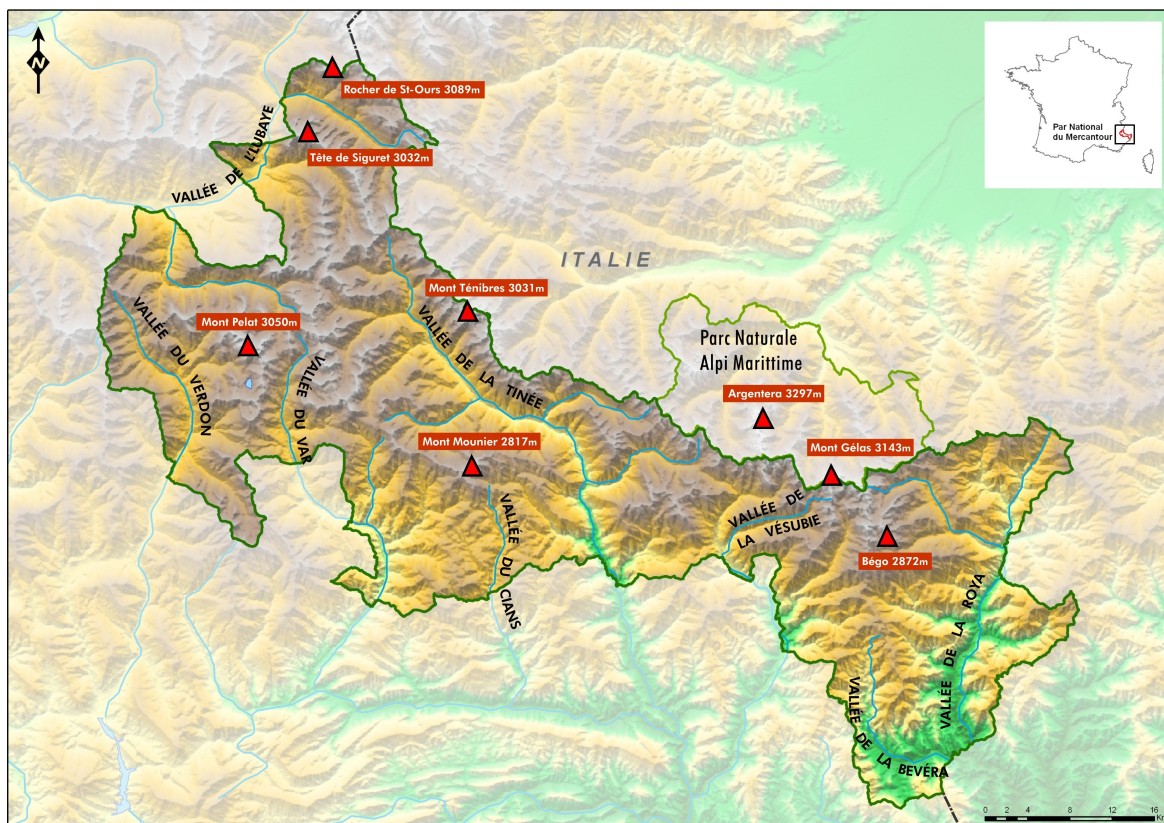 N
Rocher de St-Ours 3089m
Tête de Siguret 3032m
VALLÉE DE L'LUBAYE
Par National
du Mercantour
ITALIE
Mont Ténibres 3031m
Mont Pelat 3050m
VALLÉE DU VERDON
VALLÉE DU VAR
VALLÉE DE LA TINÉE
Parc Naturale
Alpi Marittime
Argentera 3297m
Mont Mounier 2817m
Mont Gélas 3143m
VALLÉE DE
LA VÉSUBIE
VALLÉE DU CIANS
Bégo 2872m
VALLÉE DE LA ROYA
VALLÉE DE LA BEVÉRA
0 2 4 8 12 16
Km